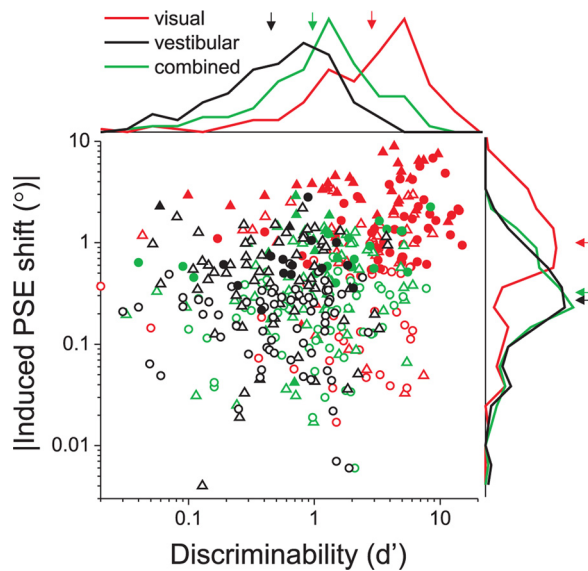 visual
vestibular
combined
10
1
0.1
0.01
|Induced PSE shift (°)|
0.1
1
10
Discriminability (d')